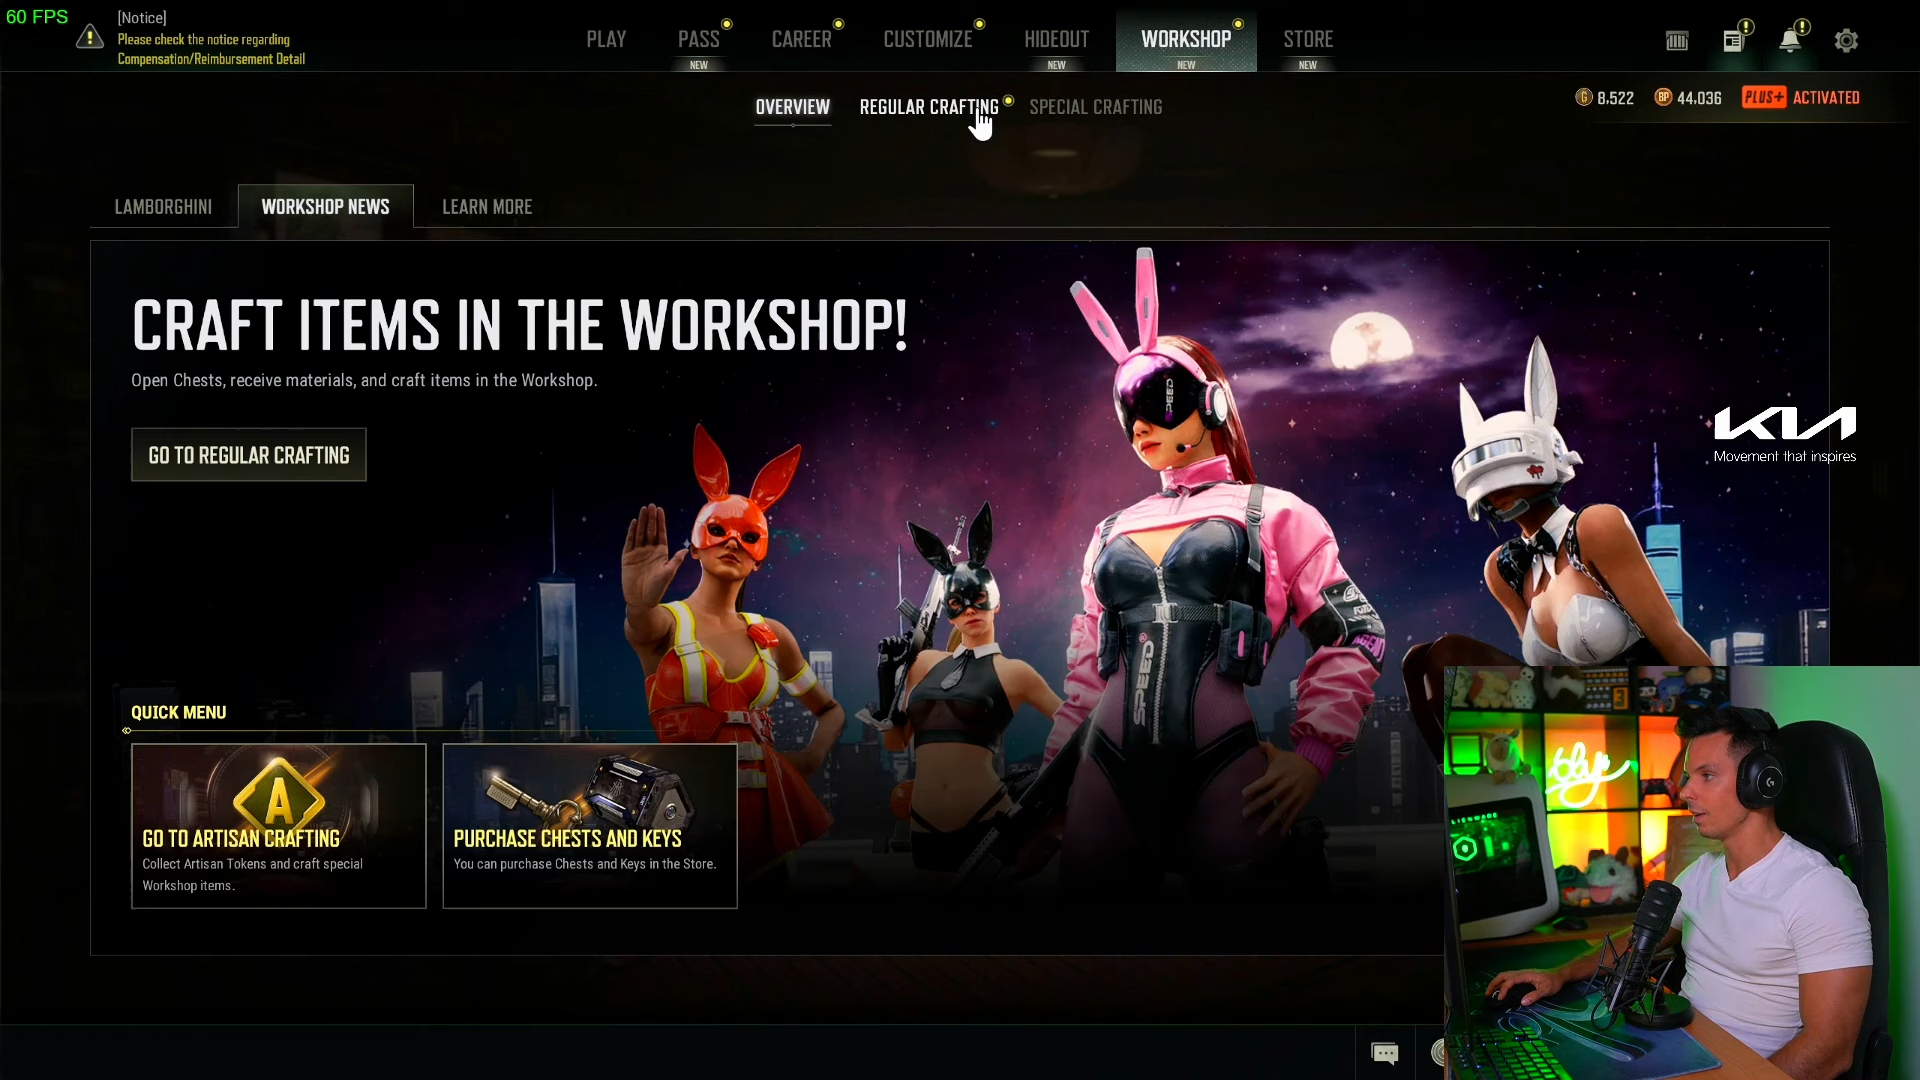 60 FPS
[Notice]
Please check the notice regarding
Compensation/Reimbursement Detail
PLAY
PASS
NEW
CAREER
CUSTOMIZE
HIDEOUT
NEW
WORKSHOP
NEW
STORE
NEW
OVERVIEW
REGULAR CRAFTING
SPECIAL CRAFTING
G 8,522
BP 44,036
PLUS+ ACTIVATED
LAMBORGHINI
WORKSHOP NEWS
LEARN MORE
CRAFT ITEMS IN THE WORKSHOP!
Open Chests, receive materials, and craft items in the Workshop.
GO TO REGULAR CRAFTING
SPEED
SPEED
KIA
Movement that inspires
QUICK MENU
A
GO TO ARTISAN CRAFTING
Collect Artisan Tokens and craft special
Workshop items.
PURCHASE CHESTS AND KEYS
You can purchase Chests and Keys in the Store.